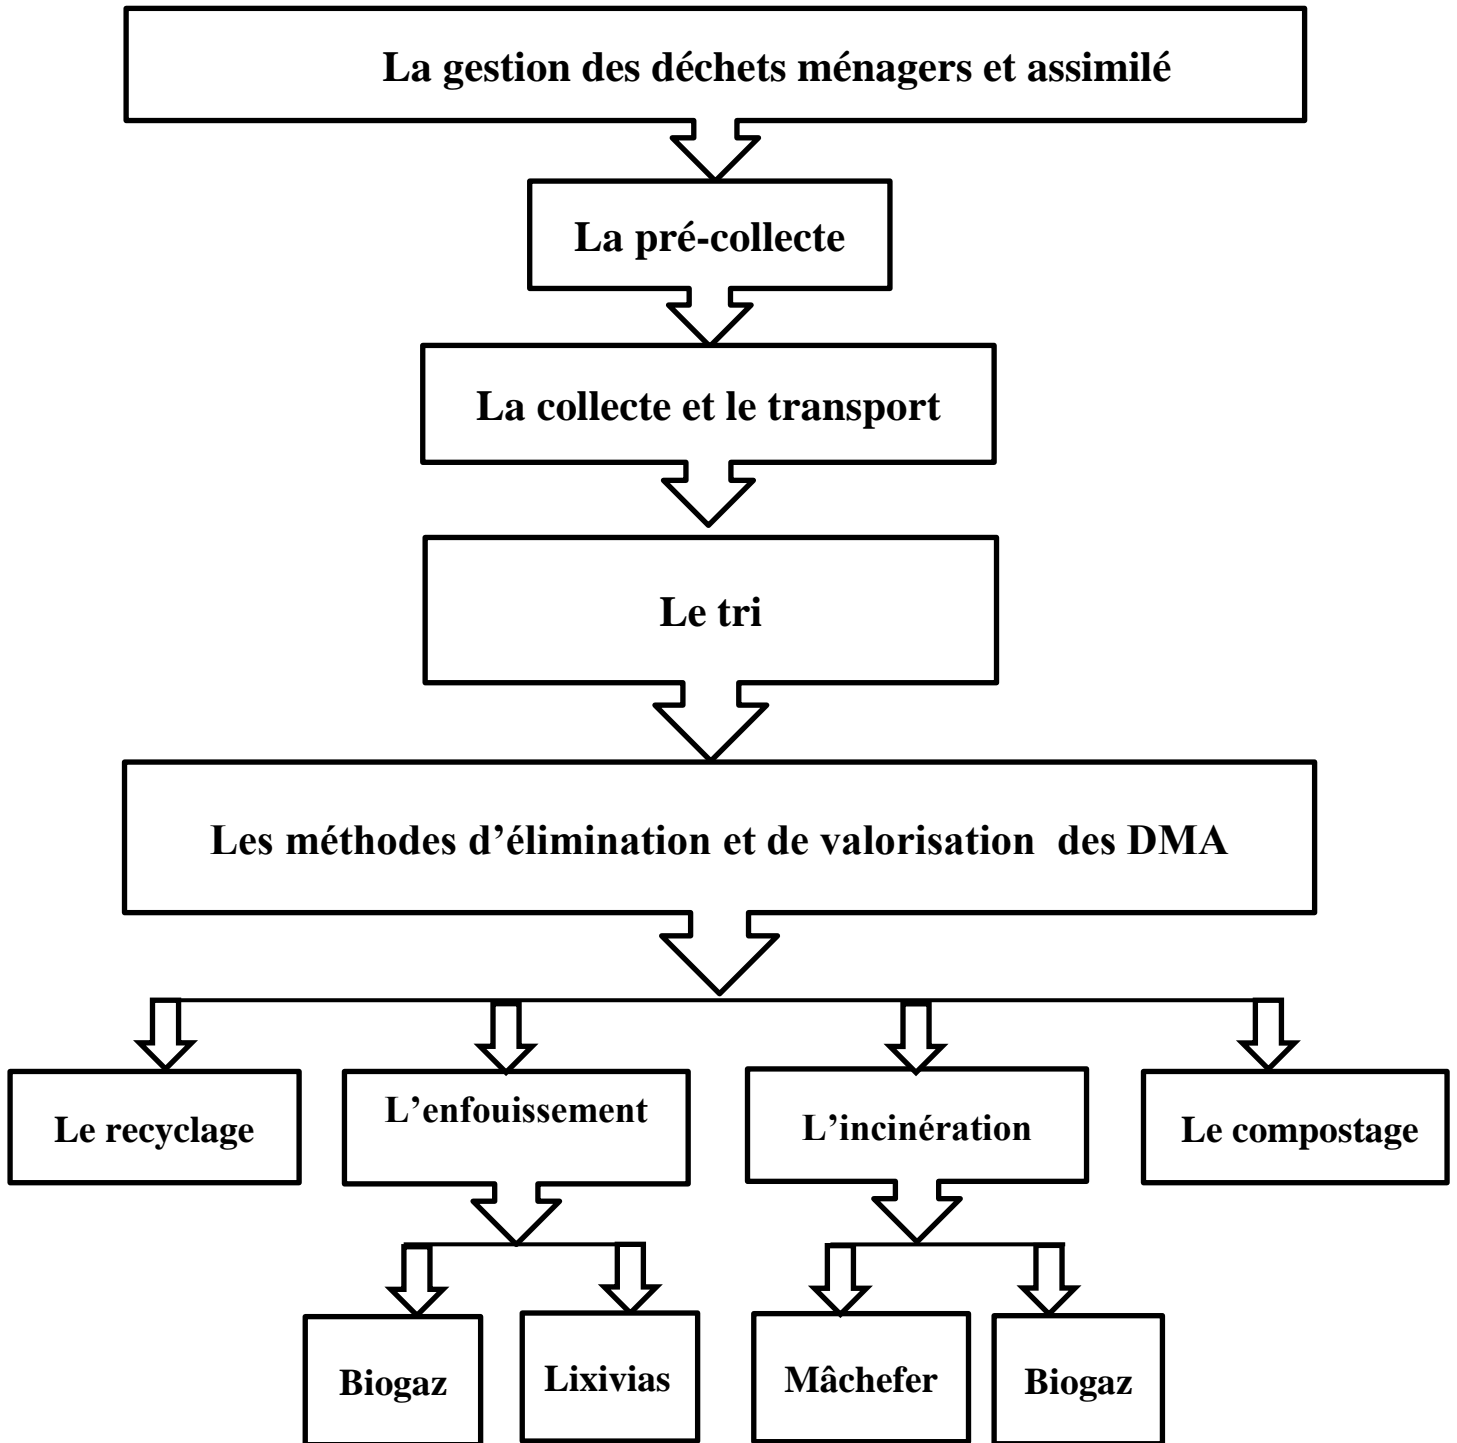 La gestion des déchets ménagers et assimilé
La pré-collecte
La collecte et le transport
Le tri
Les méthodes d’élimination et de valorisation  des DMA
Le recyclage
L’enfouissement
L’incinération
Le compostage
Biogaz
Lixivias
Mâchefer
Biogaz